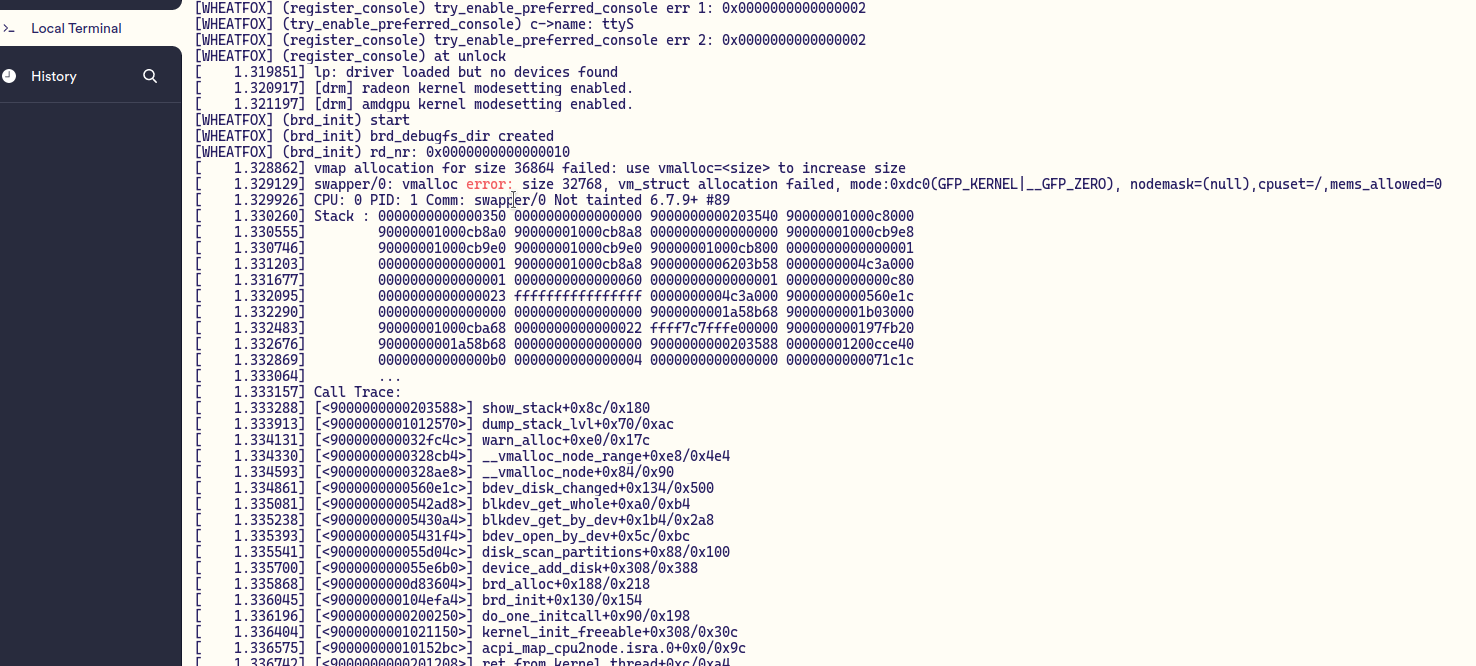 [WHEATFOX] (register_console) try_enable_preferred_console err 1: 0x0000000000000002
Local Terminal
[WHEATFOX] (try_enable_preferred_console) c->name: ttyS
[WHEATFOX] (register_console) try_enable_preferred_console err 2: 0x0000000000000002
[WHEATFOX] (register_console) at unlock
History
[    1.319851] lp: driver loaded but no devices found
[    1.320917] [drm] radeon kernel modesetting enabled.
[    1.321197] [drm] amdgpu kernel modesetting enabled.
[WHEATFOX] (brd_init) start
[WHEATFOX] (brd_init) brd_debugfs_dir created
[WHEATFOX] (brd_init) rd_nr: 0x0000000000000010
[    1.328862] vmap allocation for size 36864 failed: use vmalloc=<size> to increase size
[    1.329129] swapper/0: vmalloc error: size 32768, vm_struct allocation failed, mode:0xdc0(GFP_KERNEL|__GFP_ZERO), nodemask=(null),cpuset=/,mems_allowed=0
[    1.329926] CPU: 0 PID: 1 Comm: swapper/0 Not tainted 6.7.9+ #89
[    1.330260] Stack : 0000000000000350 0000000000000000 9000000000203540 90000001000c8000
[    1.330555]         90000001000cb8a0 90000001000cb8a8 0000000000000000 90000001000cb9e8
[    1.330746]         90000001000cb9e0 90000001000cb9e0 90000001000cb800 0000000000000001
[    1.331203]         0000000000000001 90000001000cb8a8 9000000006203b58 0000000004c3a000
[    1.331677]         0000000000000001 0000000000000060 0000000000000001 0000000000000c80
[    1.332095]         0000000000000023 ffffffffffffffff 0000000004c3a000 9000000000560e1c
[    1.332290]         0000000000000000 0000000000000000 9000000001a58b68 9000000001b03000
[    1.332483]         90000001000cba68 0000000000000022 ffff7c7fffe00000 900000000197fb20
[    1.332676]         9000000001a58b68 0000000000000000 9000000000203588 00000001200cce40
[    1.332869]         00000000000000b0 0000000000000004 0000000000000000 0000000000071c1c
[    1.333064]         ...
[    1.333157] Call Trace:
[    1.333288] [<9000000000203588>] show_stack+0x8c/0x180
[    1.333913] [<9000000001012570>] dump_stack_lvl+0x70/0xac
[    1.334131] [<900000000032fc4c>] warn_alloc+0xe0/0x17c
[    1.334330] [<9000000000328cb4>] __vmalloc_node_range+0xe8/0x4e4
[    1.334593] [<9000000000328ae8>] __vmalloc_node+0x84/0x90
[    1.334861] [<9000000000560e1c>] bdev_disk_changed+0x134/0x500
[    1.335081] [<9000000000542ad8>] blkdev_get_whole+0xa0/0xb4
[    1.335238] [<90000000005430a4>] blkdev_get_by_dev+0x1b4/0x2a8
[    1.335393] [<90000000005431f4>] bdev_open_by_dev+0x5c/0xbc
[    1.335541] [<900000000055d04c>] disk_scan_partitions+0x88/0x100
[    1.335700] [<900000000055e6b0>] device_add_disk+0x308/0x388
[    1.335868] [<9000000000d83604>] brd_alloc+0x188/0x218
[    1.336045] [<900000000104efa4>] brd_init+0x130/0x154
[    1.336196] [<9000000000200250>] do_one_initcall+0x90/0x198
[    1.336404] [<9000000001021150>] kernel_init_freeable+0x308/0x30c
[    1.336575] [<90000000010152bc>] acpi_map_cpu2node.isra.0+0x0/0x9c
[    1.336742] [<9000000000201208>] ret_from_kernel_thread+0xc/0xa4